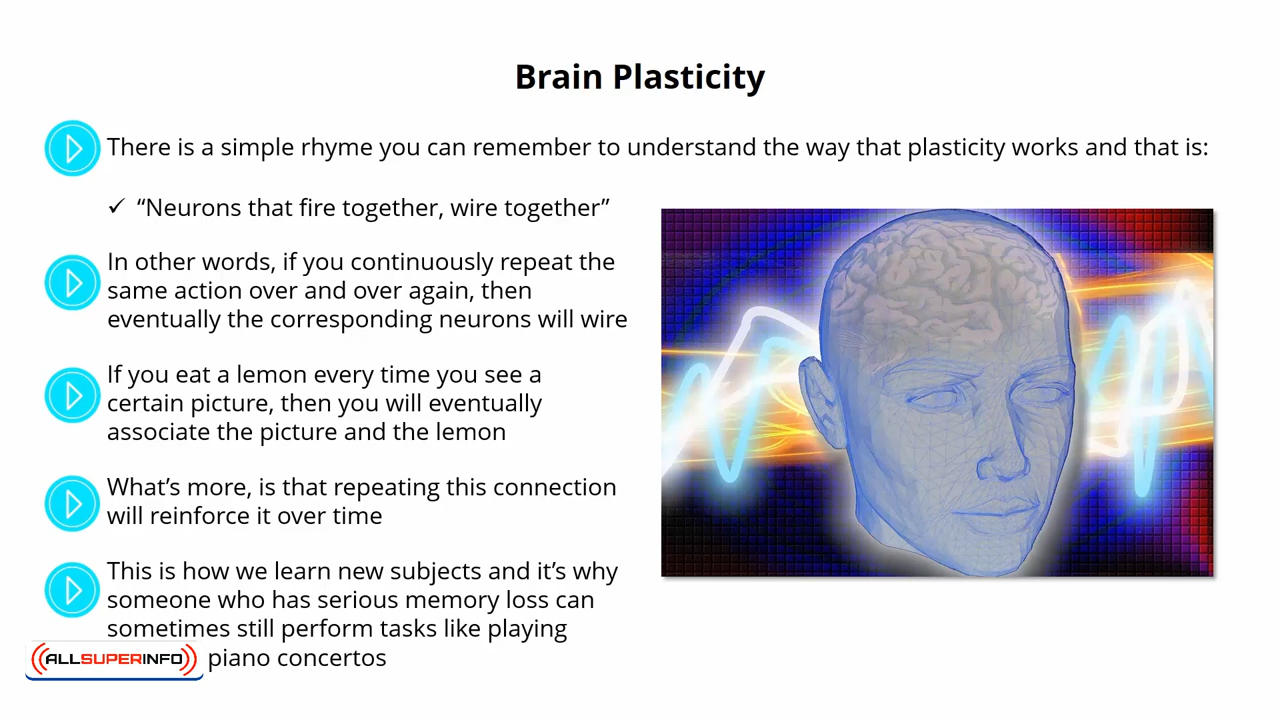 Brain Plasticity
There is a simple rhyme you can remember to understand the way that plasticity works and that is:
✓ “Neurons that fire together, wire together”
In other words, if you continuously repeat the
same action over and over again, then
eventually the corresponding neurons will wire
If you eat a lemon every time you see a
certain picture, then you will eventually
associate the picture and the lemon
What’s more, is that repeating this connection
will reinforce it over time
This is how we learn new subjects and it’s why
someone who has serious memory loss can
sometimes still perform tasks like playing
piano concertos
ALLSUPERINFO